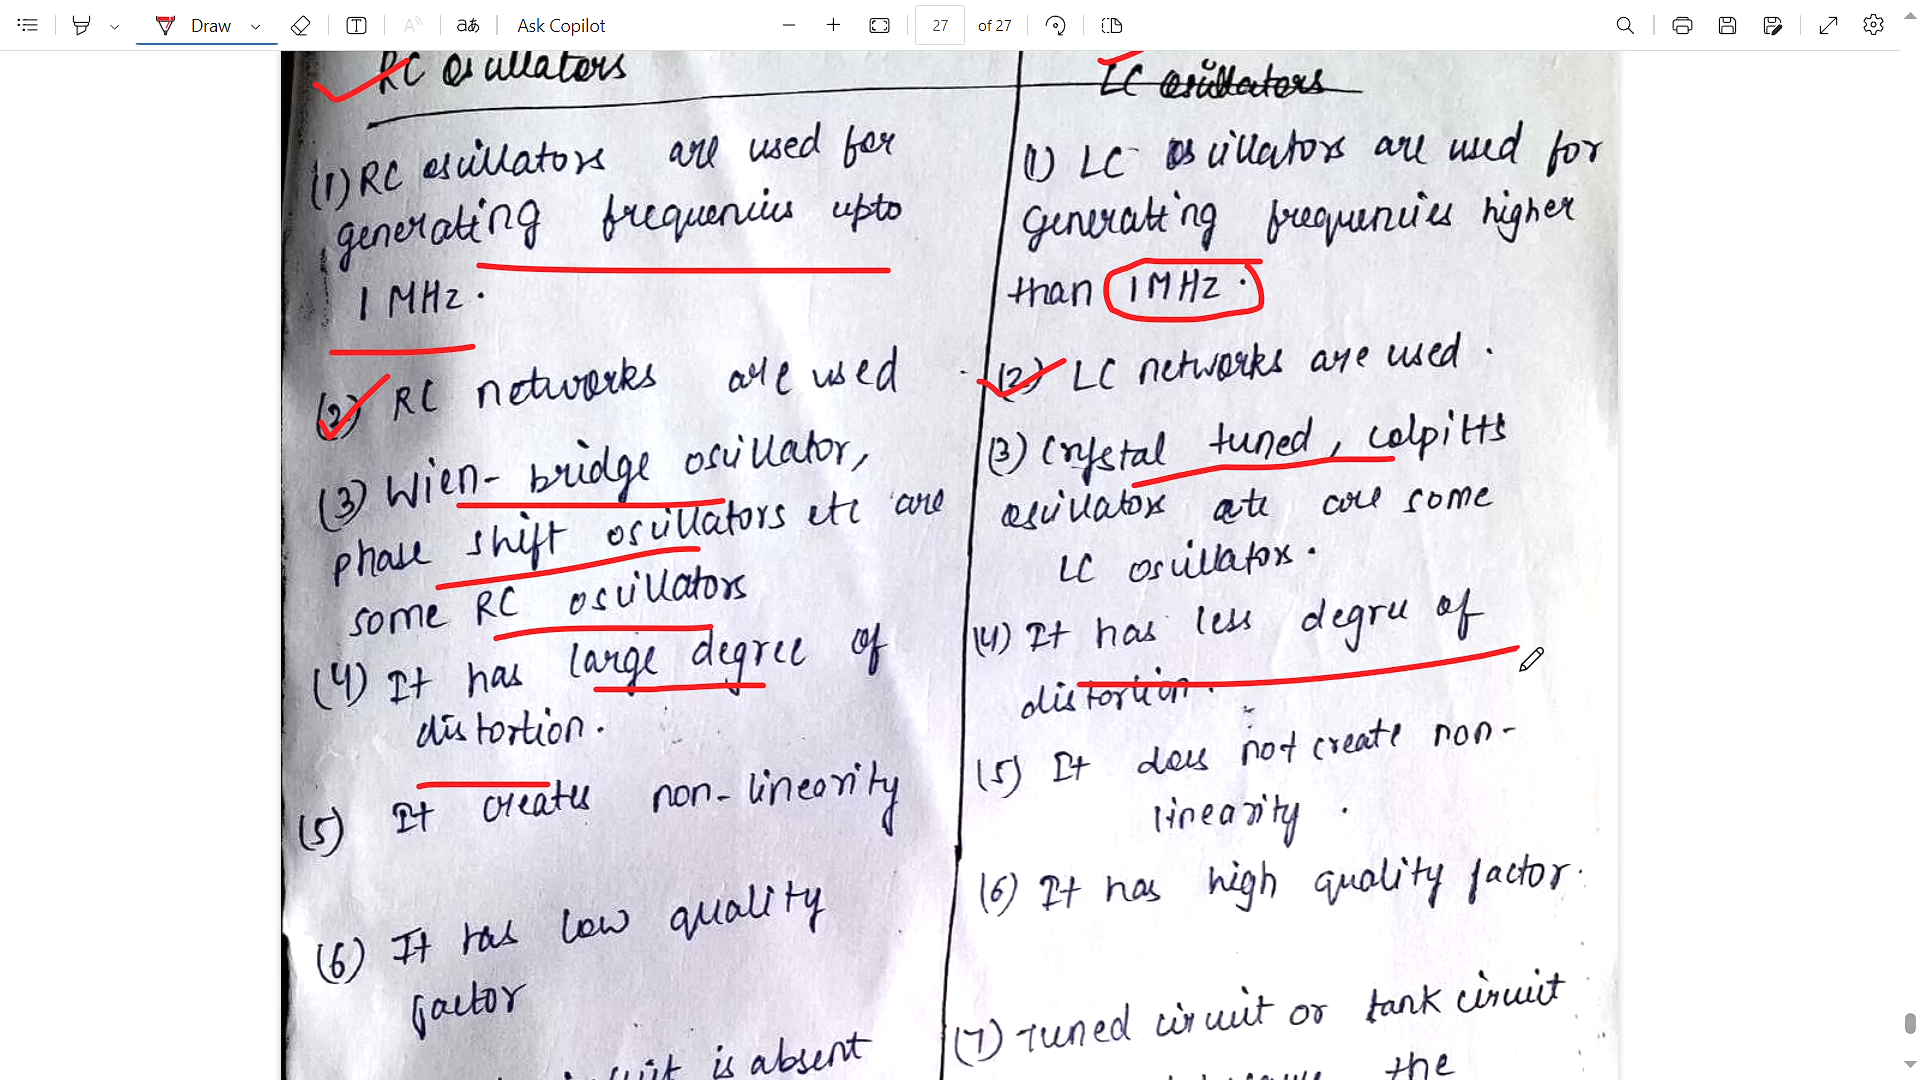 Draw
Ask Copilot
27 of 27
RC oscillators
(1) RC oscillators are used for
generating frequencies upto
1 MHz.
(2) RC networks are used
(3) Wien-bridge oscillator,
phase shift oscillators etc are
some RC oscillators
(4) It has large degree of
distortion.
(5) It creates non-linearity
(6) It has low quality
factor
is absent
LC oscillators
(1) LC oscillators are used for
Generating frequencies higher
than 1MHz.
(2) LC networks are used.
(3) Crystal tuned, colpitts
oscillators etc are some
LC oscillators.
(4) It has less degree of
distortion.
(5) It does not create non-
linearity.
(6) It has high quality factor.
(7) Tuned circuit or tank circuit
the